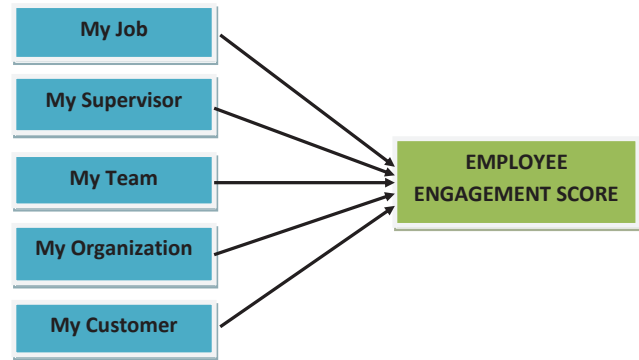 My Job
My Supervisor
My Team
My Organization
My Customer
EMPLOYEE
ENGAGEMENT SCORE